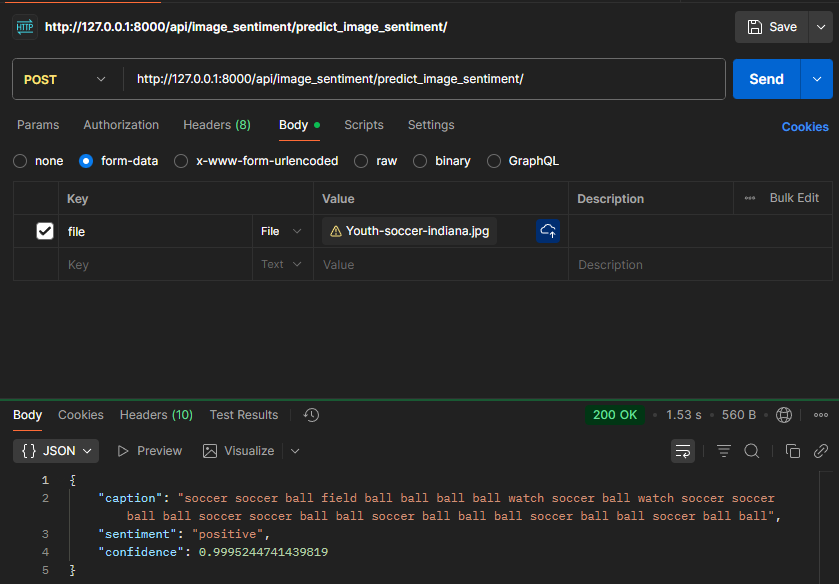 HTTP http://127.0.0.1:8000/api/image_sentiment/predict_image_sentiment/ Save
POST http://127.0.0.1:8000/api/image_sentiment/predict_image_sentiment/ Send
Params Authorization Headers (8) Body Scripts Settings Cookies
none form-data x-www-form-urlencoded raw binary GraphQL
Key Value Description Bulk Edit
file File Youth-soccer-indiana.jpg
Key Text Value Description
Body Cookies Headers (10) Test Results 200 OK 1.53 s 560 B
{} JSON Preview Visualize
1 {
2 "caption": "soccer soccer ball field ball ball ball ball watch soccer ball watch soccer soccer
ball ball soccer soccer ball ball soccer ball ball ball soccer ball ball soccer ball ball",
3 "sentiment": "positive",
4 "confidence": 0.9995244741439819
5 }